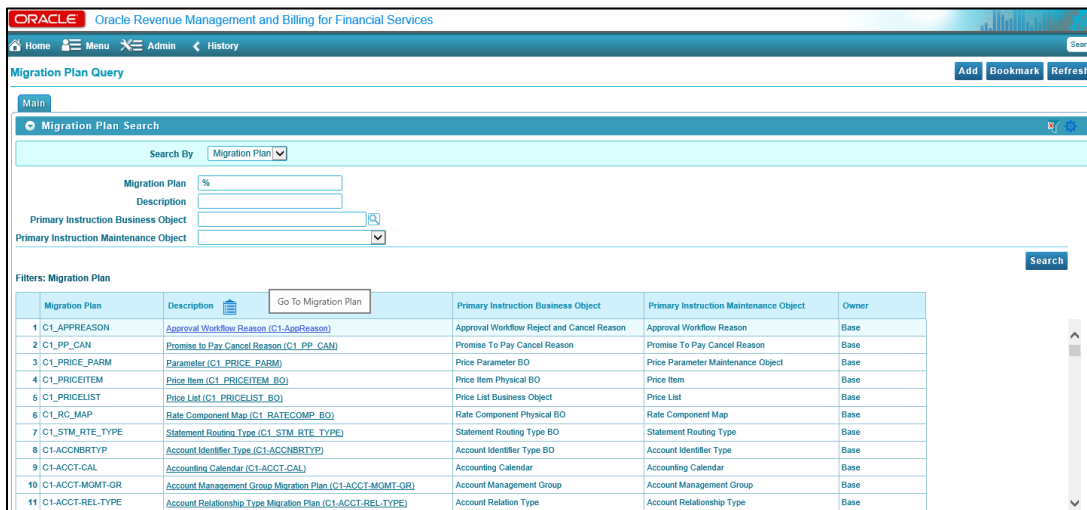 ORACLE Oracle Revenue Management and Billing for Financial Services
Home Menu Admin History Sear
Migration Plan Query Add Bookmark Refresh
Main
Migration Plan Search
Search By Migration Plan
Migration Plan %
Description
Primary Instruction Business Object
Primary Instruction Maintenance Object
Search
Filters: Migration Plan
Migration Plan Description Go To Migration Plan Primary Instruction Business Object Primary Instruction Maintenance Object Owner
1 C1_APPREASON Approval Workflow Reason (C1-AppReason) Approval Workflow Reject and Cancel Reason Approval Workflow Reason Base
2 C1_PP_CAN Promise to Pay Cancel Reason (C1_PP_CAN) Promise To Pay Cancel Reason Promise To Pay Cancel Reason Base
3 C1_PRICE_PARM Parameter (C1_PRICE_PARM) Price Parameter BO Price Parameter Maintenance Object Base
4 C1_PRICEITEM Price Item (C1_PRICEITEM_BO) Price Item Physical BO Price Item Base
5 C1_PRICELIST Price List (C1_PRICELIST_BO) Price List Business Object Price List Base
6 C1_RC_MAP Rate Component Map (C1_RATECOMP_BO) Rate Component Physical BO Rate Component Map Base
7 C1_STM_RTE_TYPE Statement Routing Type (C1_STM_RTE_TYPE) Statement Routing Type BO Statement Routing Type Base
8 C1-ACCNBRTYP Account Identifier Type (C1-ACCNBRTYP) Account Identifier Type BO Account Identifier Type Base
9 C1-ACCT-CAL Accounting Calendar (C1-ACCT-CAL) Accounting Calendar Accounting Calendar Base
10 C1-ACCT-MGMT-GR Account Management Group Migration Plan (C1-ACCT-MGMT-GR) Account Management Group Account Management Group Base
11 C1-ACCT-REL-TYPE Account Relationship Type Migration Plan (C1-ACCT-REL-TYPE) Account Relation Type Account Relationship Type Base